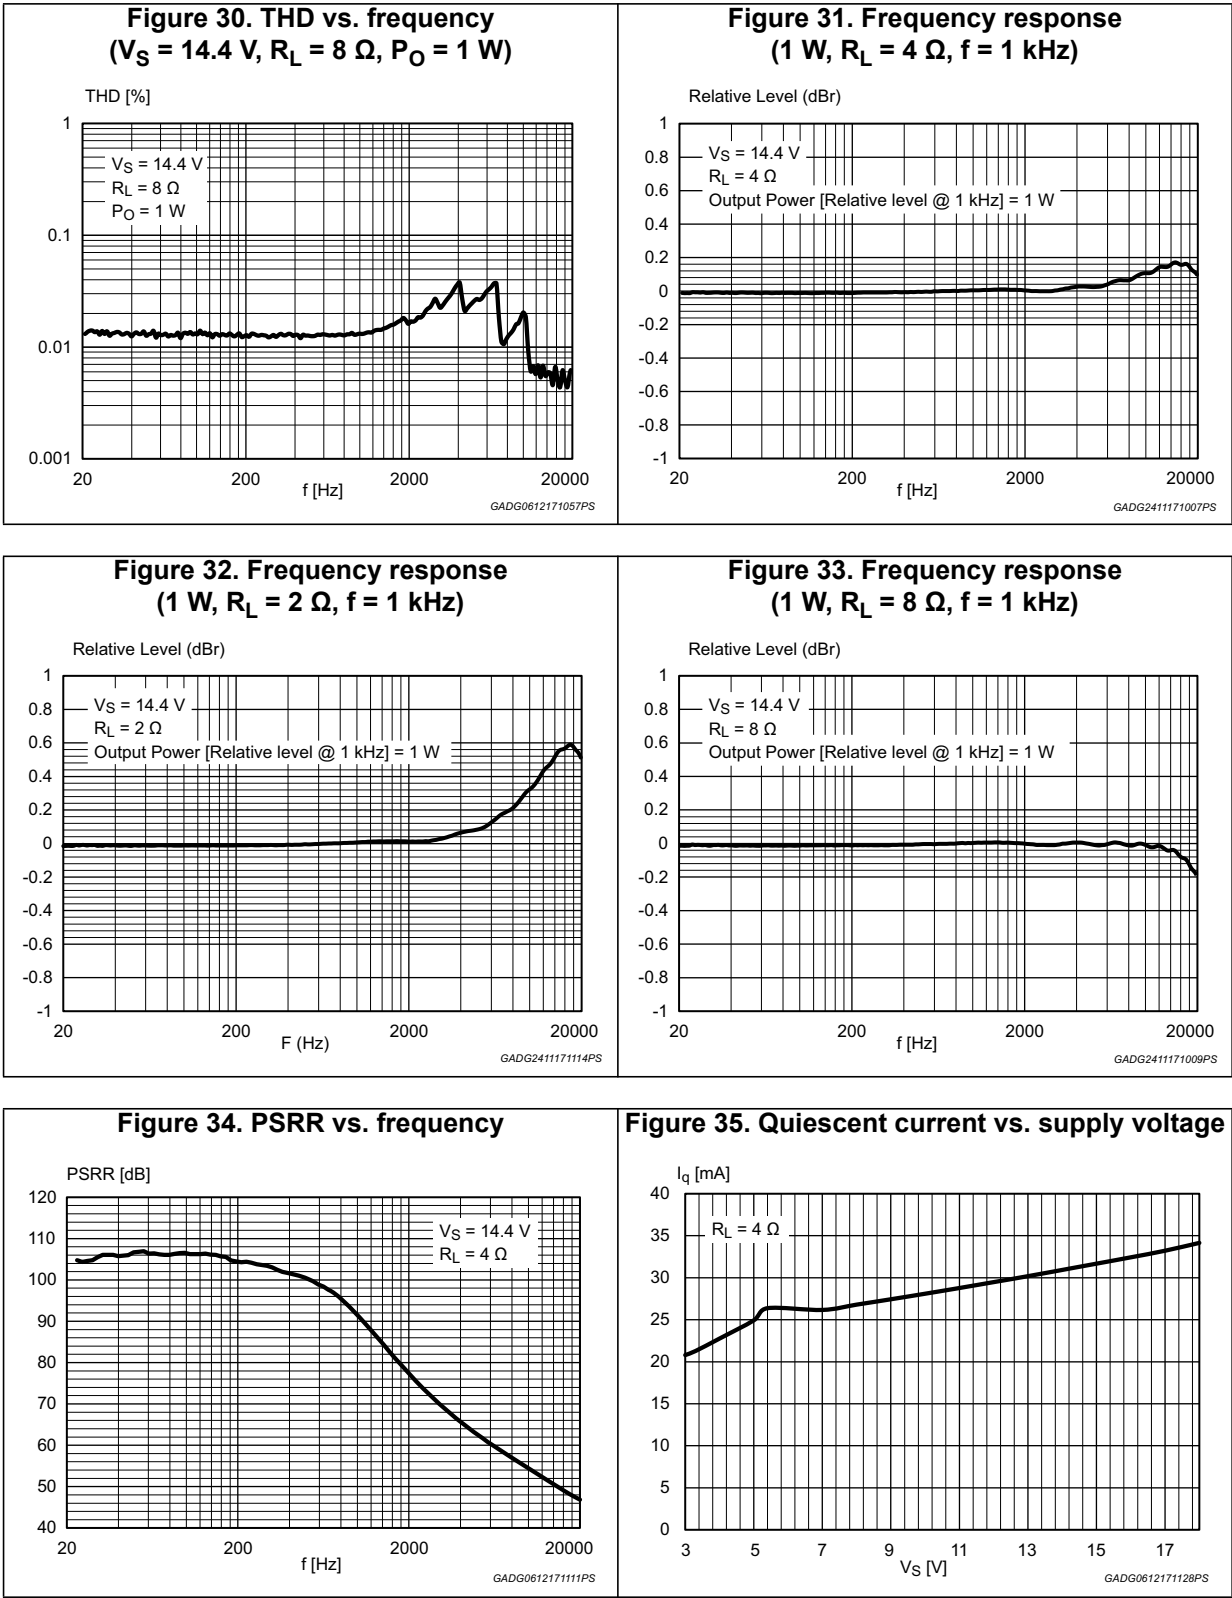 Figure 30. THD vs. frequency
(VS = 14.4 V, RL = 8 Ω, PO = 1 W)
THD [%]
VS = 14.4 V
RL = 8 Ω
PO = 1 W
1
0.1
0.01
0.001
20 200 2000 20000
f [Hz]
GADG0612171057PS
Figure 31. Frequency response
(1 W, RL = 4 Ω, f = 1 kHz)
Relative Level (dBr)
VS = 14.4 V
RL = 4 Ω
Output Power [Relative level @ 1 kHz] = 1 W
1
0.8
0.6
0.4
0.2
0
-0.2
-0.4
-0.6
-0.8
-1
20 200 2000 20000
f [Hz]
GADG2411171007PS
Figure 32. Frequency response
(1 W, RL = 2 Ω, f = 1 kHz)
Relative Level (dBr)
VS = 14.4 V
RL = 2 Ω
Output Power [Relative level @ 1 kHz] = 1 W
1
0.8
0.6
0.4
0.2
0
-0.2
-0.4
-0.6
-0.8
-1
20 200 2000 20000
F (Hz)
GADG2411171114PS
Figure 33. Frequency response
(1 W, RL = 8 Ω, f = 1 kHz)
Relative Level (dBr)
VS = 14.4 V
RL = 8 Ω
Output Power [Relative level @ 1 kHz] = 1 W
1
0.8
0.6
0.4
0.2
0
-0.2
-0.4
-0.6
-0.8
-1
20 200 2000 20000
f [Hz]
GADG2411171009PS
Figure 34. PSRR vs. frequency
PSRR [dB]
VS = 14.4 V
RL = 4 Ω
120
110
100
90
80
70
60
50
40
20 200 2000 20000
f [Hz]
GADG0612171111PS
Figure 35. Quiescent current vs. supply voltage
Iq [mA]
RL = 4 Ω
40
35
30
25
20
15
10
5
0
3 5 7 9 11 13 15 17
VS [V]
GADG0612171128PS